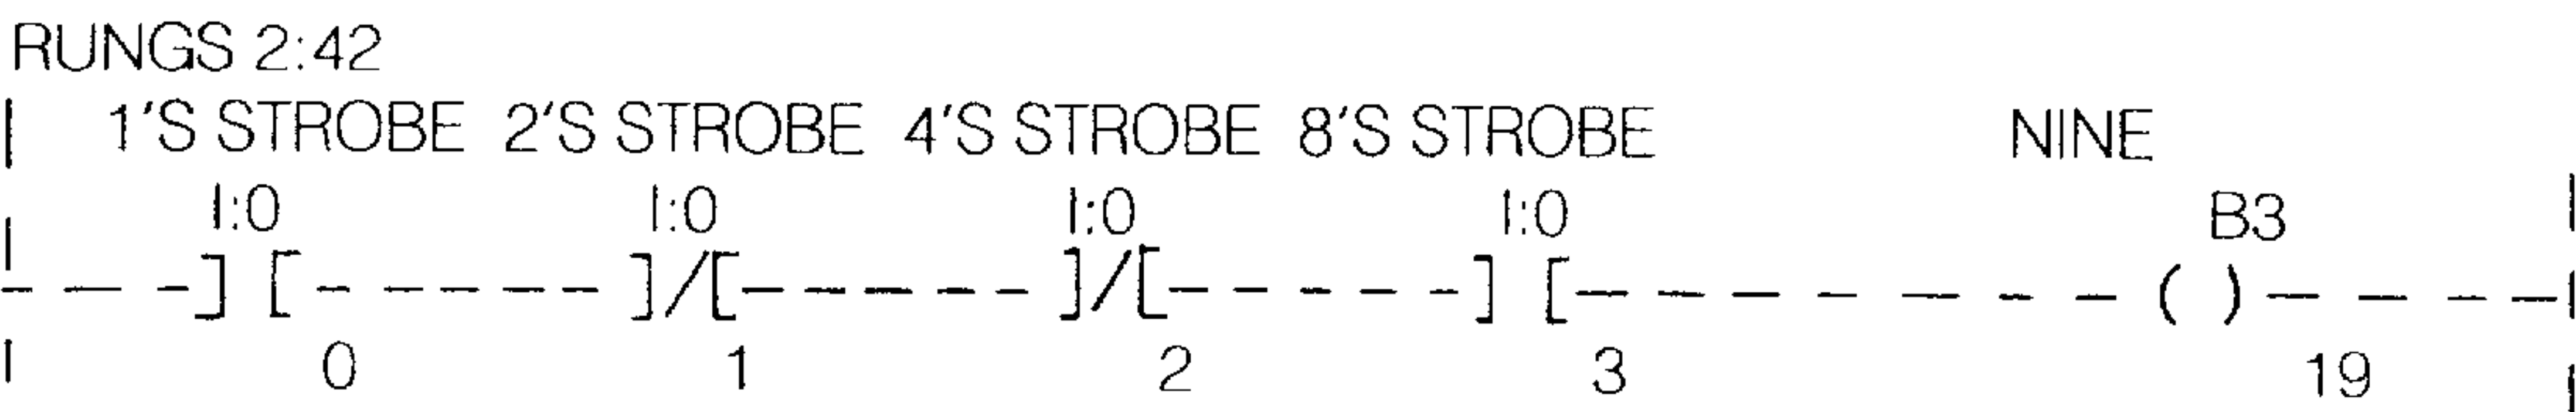 RUNGS 2:42
1'S STROBE 2'S STROBE 4'S STROBE 8'S STROBE NINE
I:0 I:0 I:0 I:0 B3
] [ ]/[ ]/[ ] [ ( )
0 1 2 3 19